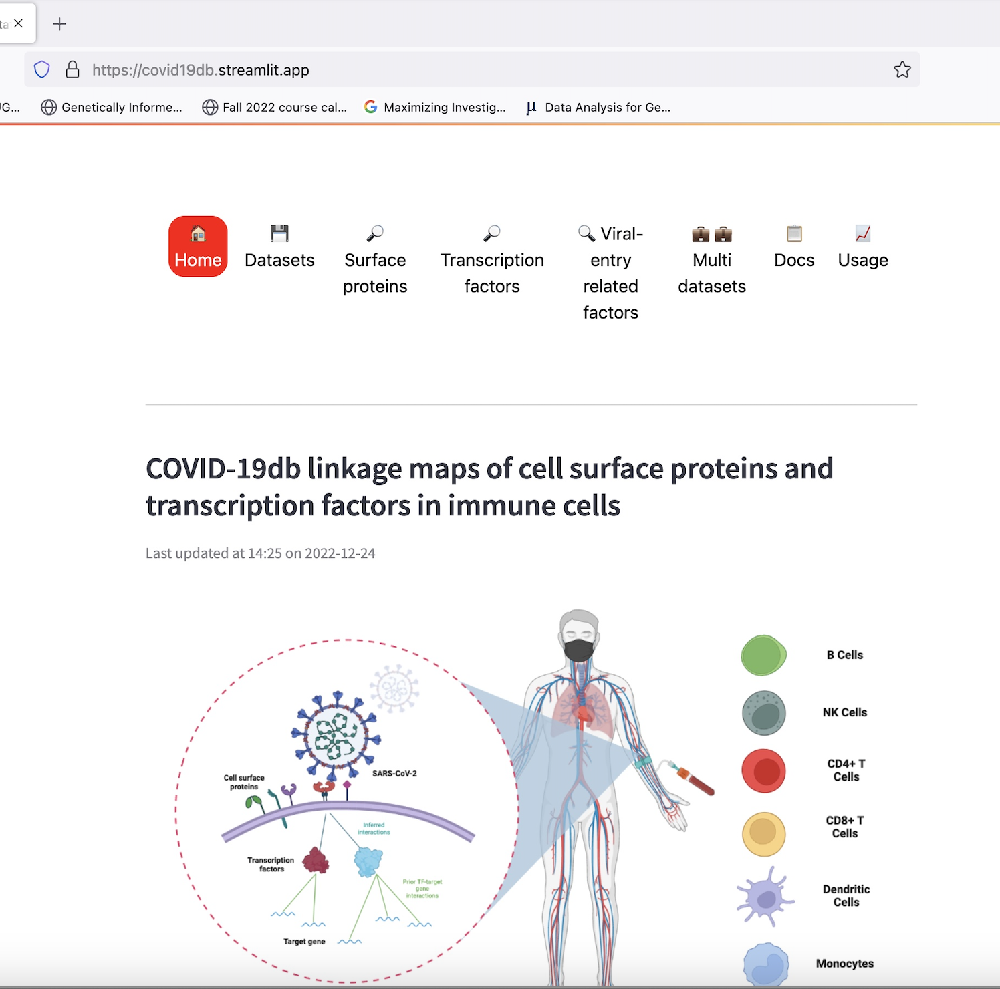 https://covid19db.streamlit.app
G...
Genetically Informe...
Fall 2022 course cal...
Maximizing Investig...
µ Data Analysis for Ge...
Home
Datasets
Surface
proteins
Transcription
factors
Viral-
entry
related
factors
Multi
datasets
Docs
Usage
COVID-19db linkage maps of cell surface proteins and
transcription factors in immune cells
Last updated at 14:25 on 2022-12-24
SARS-CoV-2
Cell surface
proteins
Inferred
interactions
Transcription
factors
Prior TF-target
gene
interactions
Target gene
B Cells
NK Cells
CD4+ T
Cells
CD8+ T
Cells
Dendritic
Cells
Monocytes